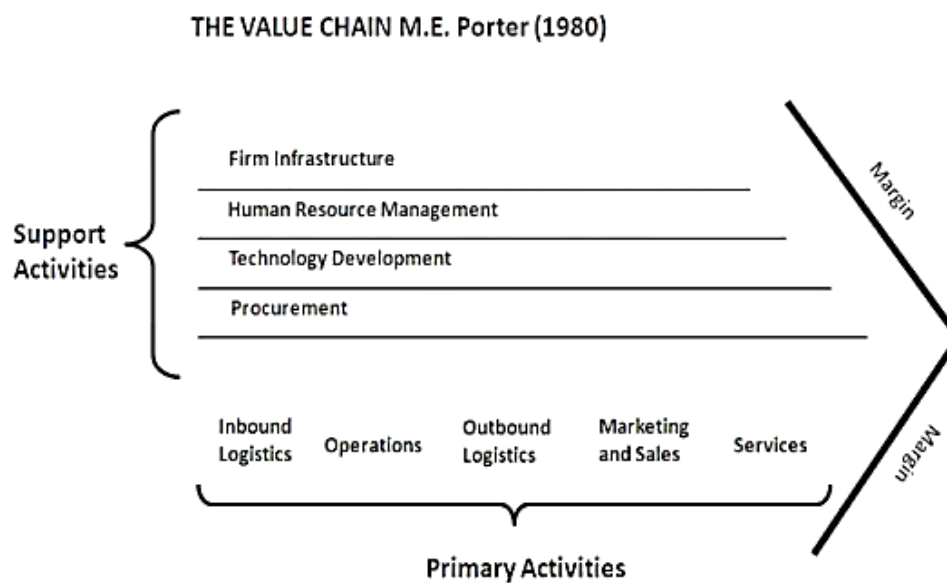 THE VALUE CHAIN M.E. Porter (1980)
Firm Infrastructure
Human Resource Management
Technology Development
Procurement
Support
Activities
Margin
Inbound
Logistics
Operations
Outbound
Logistics
Marketing
and Sales
Services
Margin
Primary Activities